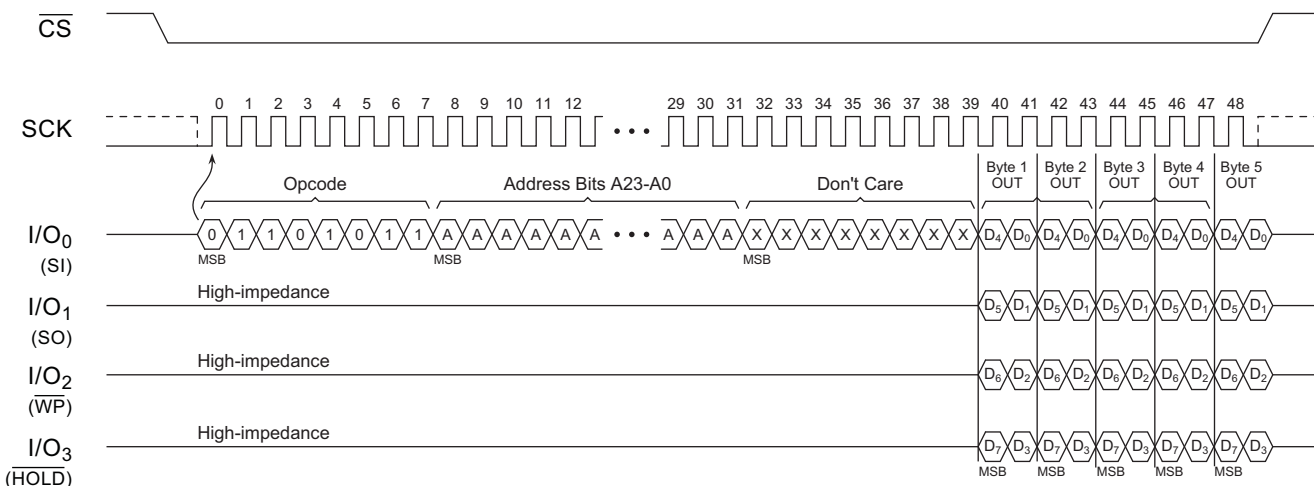 CS
SCK
0 1 2 3 4 5 6 7 8 9 10 11 12 29 30 31 32 33 34 35 36 37 38 39 40 41 42 43 44 45 46 47 48
• • •
Opcode
Address Bits A23-A0
Don't Care
Byte 1 OUT
Byte 2 OUT
Byte 3 OUT
Byte 4 OUT
Byte 5 OUT
I/O0 (SI)
0 1 1 0 1 0 1 1 A A A A A A • • • A A A X X X X X X X X D4 D0 D4 D0 D4 D0 D4 D0 D4 D0
MSB MSB MSB
I/O1 (SO)
High-impedance
D5 D1 D5 D1 D5 D1 D5 D1 D5 D1
I/O2 (WP)
High-impedance
D6 D2 D6 D2 D6 D2 D6 D2 D6 D2
I/O3 (HOLD)
High-impedance
D7 D3 D7 D3 D7 D3 D7 D3 D7 D3
MSB MSB MSB MSB MSB